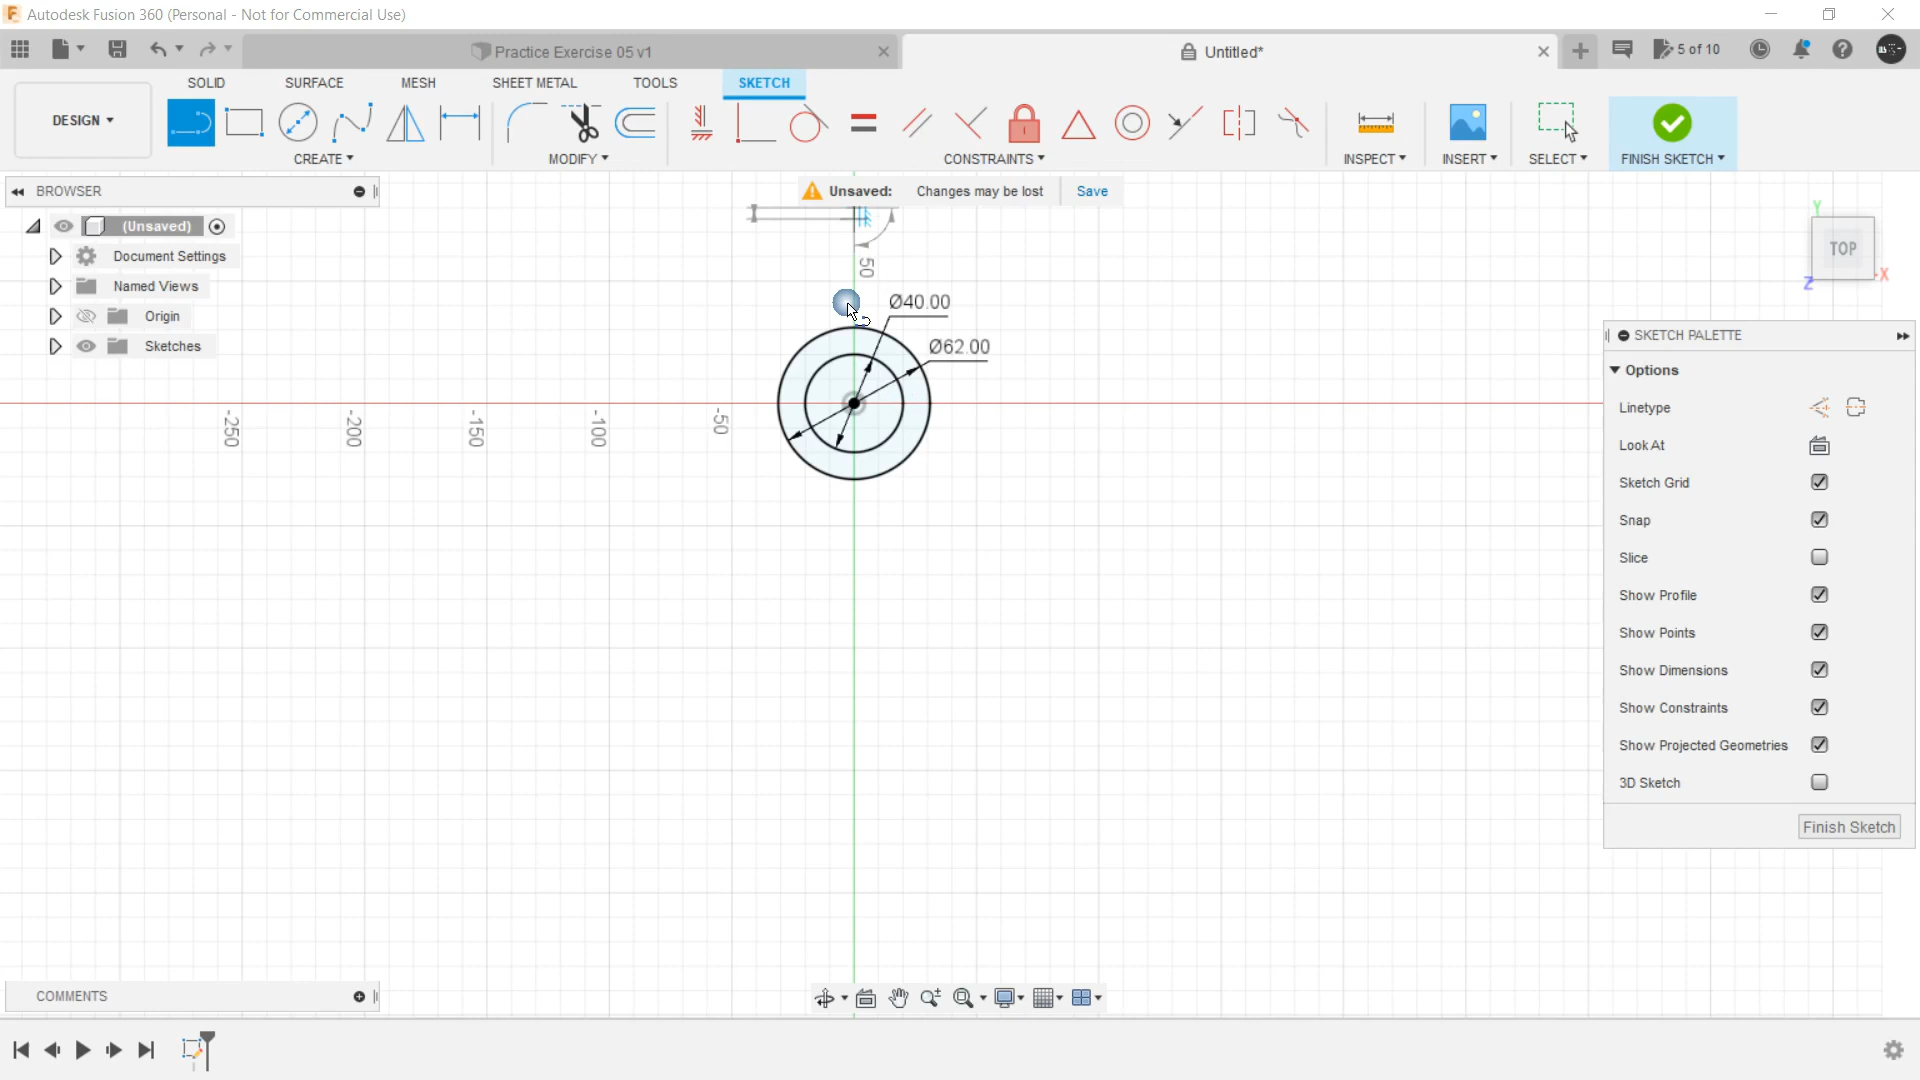 Autodesk Fusion 360 (Personal - Not for Commercial Use)
Practice Exercise 05 v1
Untitled*
5 of 10
DESIGN
SOLID
SURFACE
MESH
SHEET METAL
TOOLS
SKETCH
CREATE
MODIFY
CONSTRAINTS
INSPECT
INSERT
SELECT
FINISH SKETCH
BROWSER
Unsaved: Changes may be lost
Save
(Unsaved)
Document Settings
Named Views
Origin
Sketches
Y
TOP
X
Z
50
Ø40.00
Ø62.00
-250
-200
-150
-100
-50
SKETCH PALETTE
Options
Linetype
Look At
Sketch Grid
Snap
Slice
Show Profile
Show Points
Show Dimensions
Show Constraints
Show Projected Geometries
3D Sketch
Finish Sketch
COMMENTS